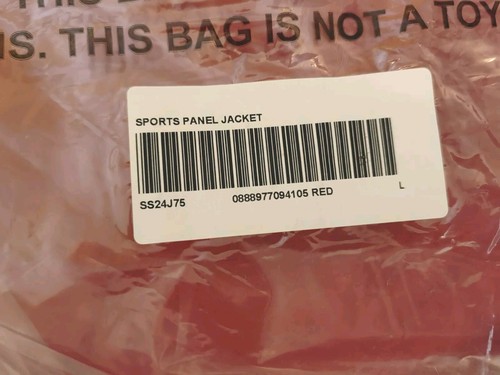 IS. THIS BAG IS NOT A TOY
SPORTS PANEL JACKET
SS24J75 0888977094105 RED L